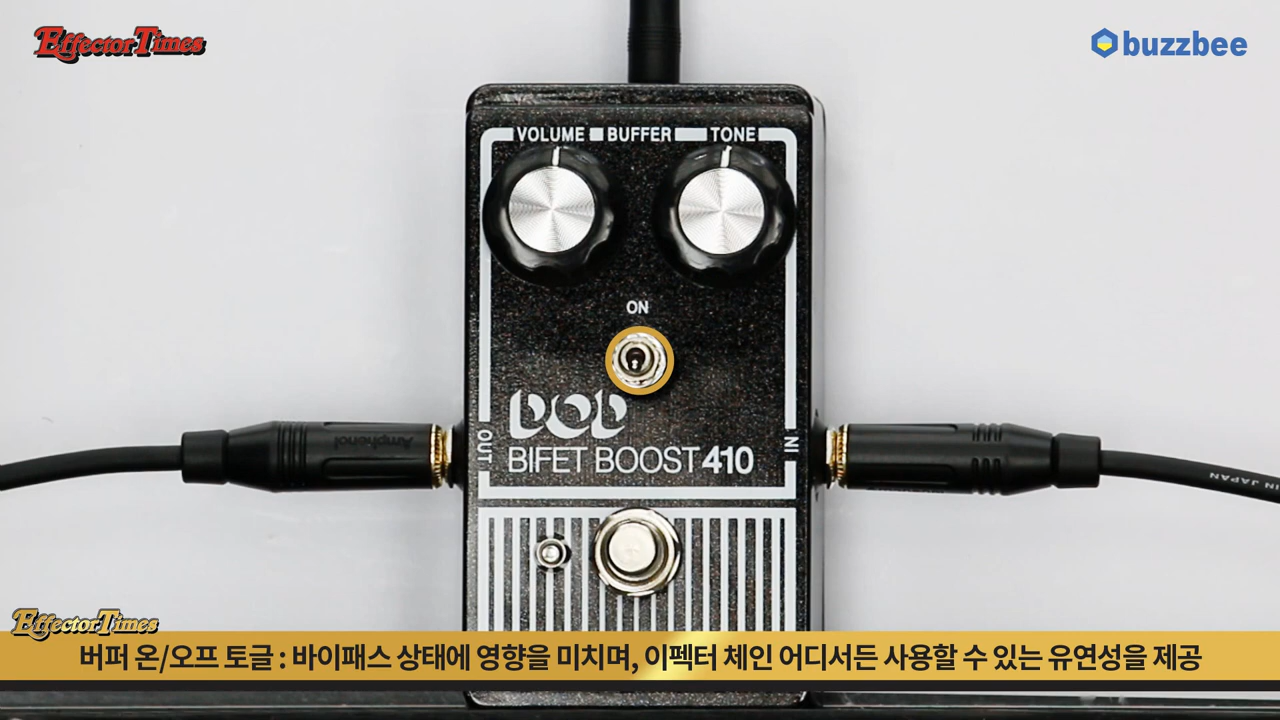 Effector Times
buzzbee
VOLUME BUFFER TONE
ON
DOD
OUT
IN
BIFET BOOST 410
Amphenol
IN JAPAN
Effector Times
버퍼 온/오프 토글 : 바이패스 상태에 영향을 미치며, 이펙터 체인 어디서든 사용할 수 있는 유연성을 제공